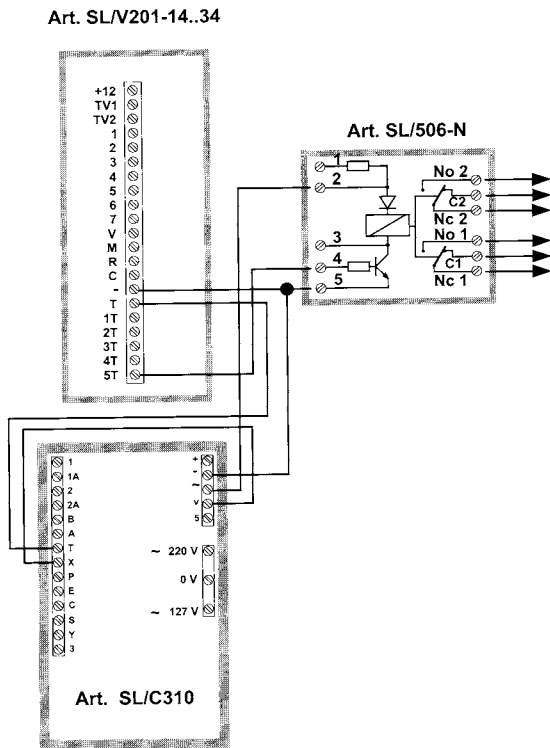 Art. SL/V201-14..34
+12
TV1
TV2
1
2
3
4
5
6
7
V
M
R
C
-
T
1T
2T
3T
4T
5T
Art. SL/506-N
1
2
3
4
5
No 2
C2
Nc 2
No 1
C1
Nc 1
1
1A
2
2A
B
A
T
X
P
E
C
S
Y
3
+
-
~
v
5
~ 220 V
0 V
~ 127 V
Art. SL/C310